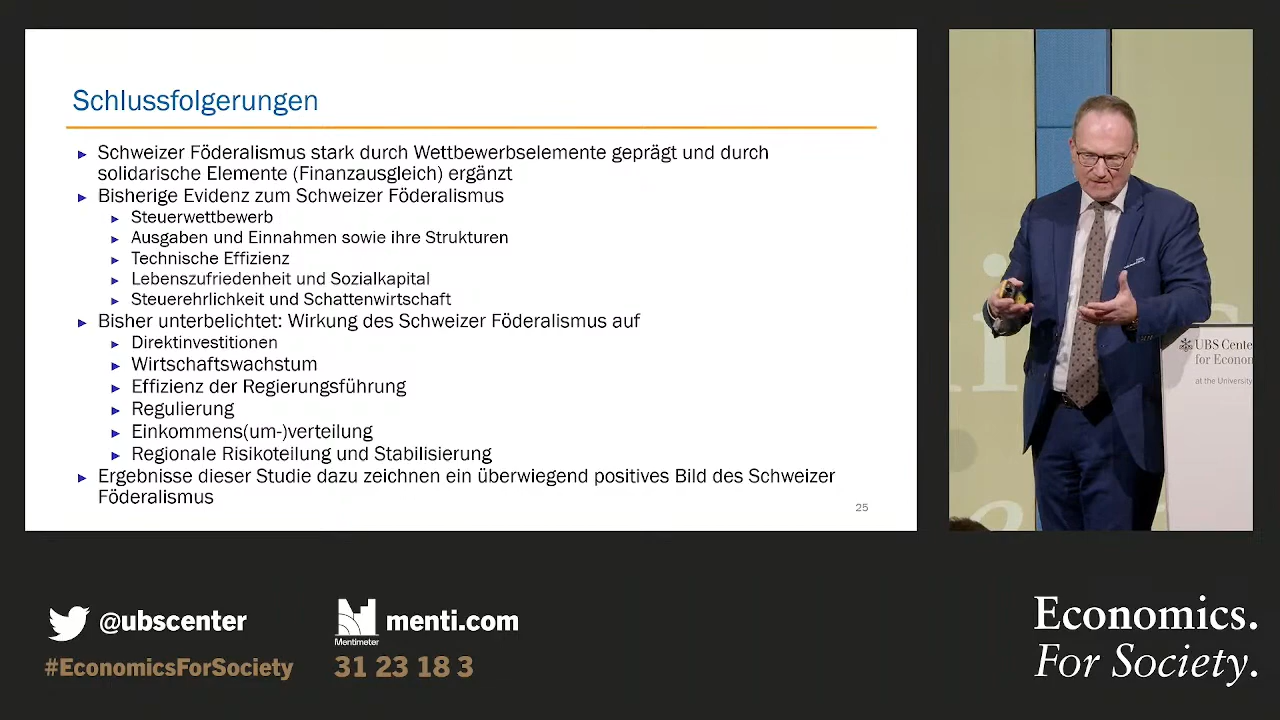 Schlussfolgerungen
▶ Schweizer Föderalismus stark durch Wettbewerbselemente geprägt und durch
solidarische Elemente (Finanzausgleich) ergänzt
▶ Bisherige Evidenz zum Schweizer Föderalismus
▶ Steuerwettbewerb
▶ Ausgaben und Einnahmen sowie ihre Strukturen
▶ Technische Effizienz
▶ Lebenszufriedenheit und Sozialkapital
▶ Steuerehrlichkeit und Schattenwirtschaft
▶ Bisher unterbelichtet: Wirkung des Schweizer Föderalismus auf
▶ Direktinvestitionen
▶ Wirtschaftswachstum
▶ Effizienz der Regierungsführung
▶ Regulierung
▶ Einkommens(um-)verteilung
▶ Regionale Risikoteilung und Stabilisierung
▶ Ergebnisse dieser Studie dazu zeichnen ein überwiegend positives Bild des Schweizer
Föderalismus
25
UBS Cente
for Econom
at the University
@ubscenter
#EconomicsForSociety
Mentimeter
menti.com
31 23 18 3
Economics.
For Society.